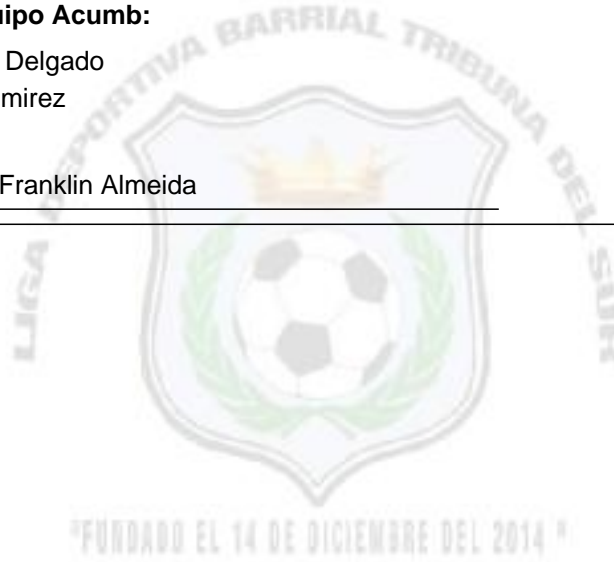 uipo Acumb:
Delgado
mirez
Franklin Almeida
LIGA DEPORTIVA BARRIAL TRIBUNA DEL SUR
"FUNDADO EL 14 DE DICIEMBRE DEL 2014 "